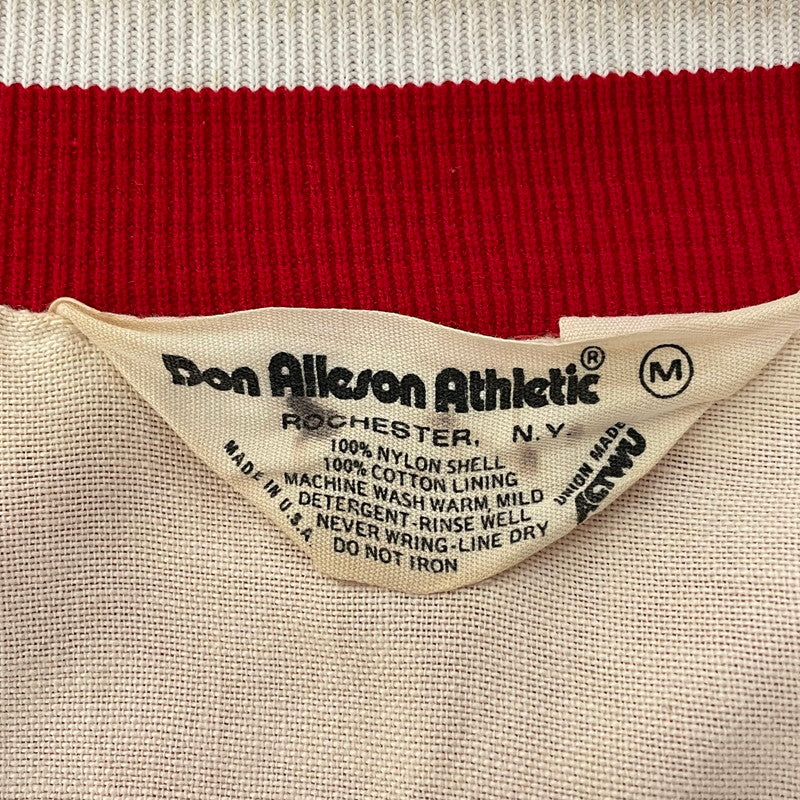 Don Alleson Athletic®
M
ROCHESTER, N.Y.
100% NYLON SHELL
100% COTTON LINING
MACHINE WASH WARM, MILD
DETERGENT-RINSE WELL
NEVER WRING-LINE DRY
DO NOT IRON
MADE IN U.S.A
UNION MADE
ACTWU